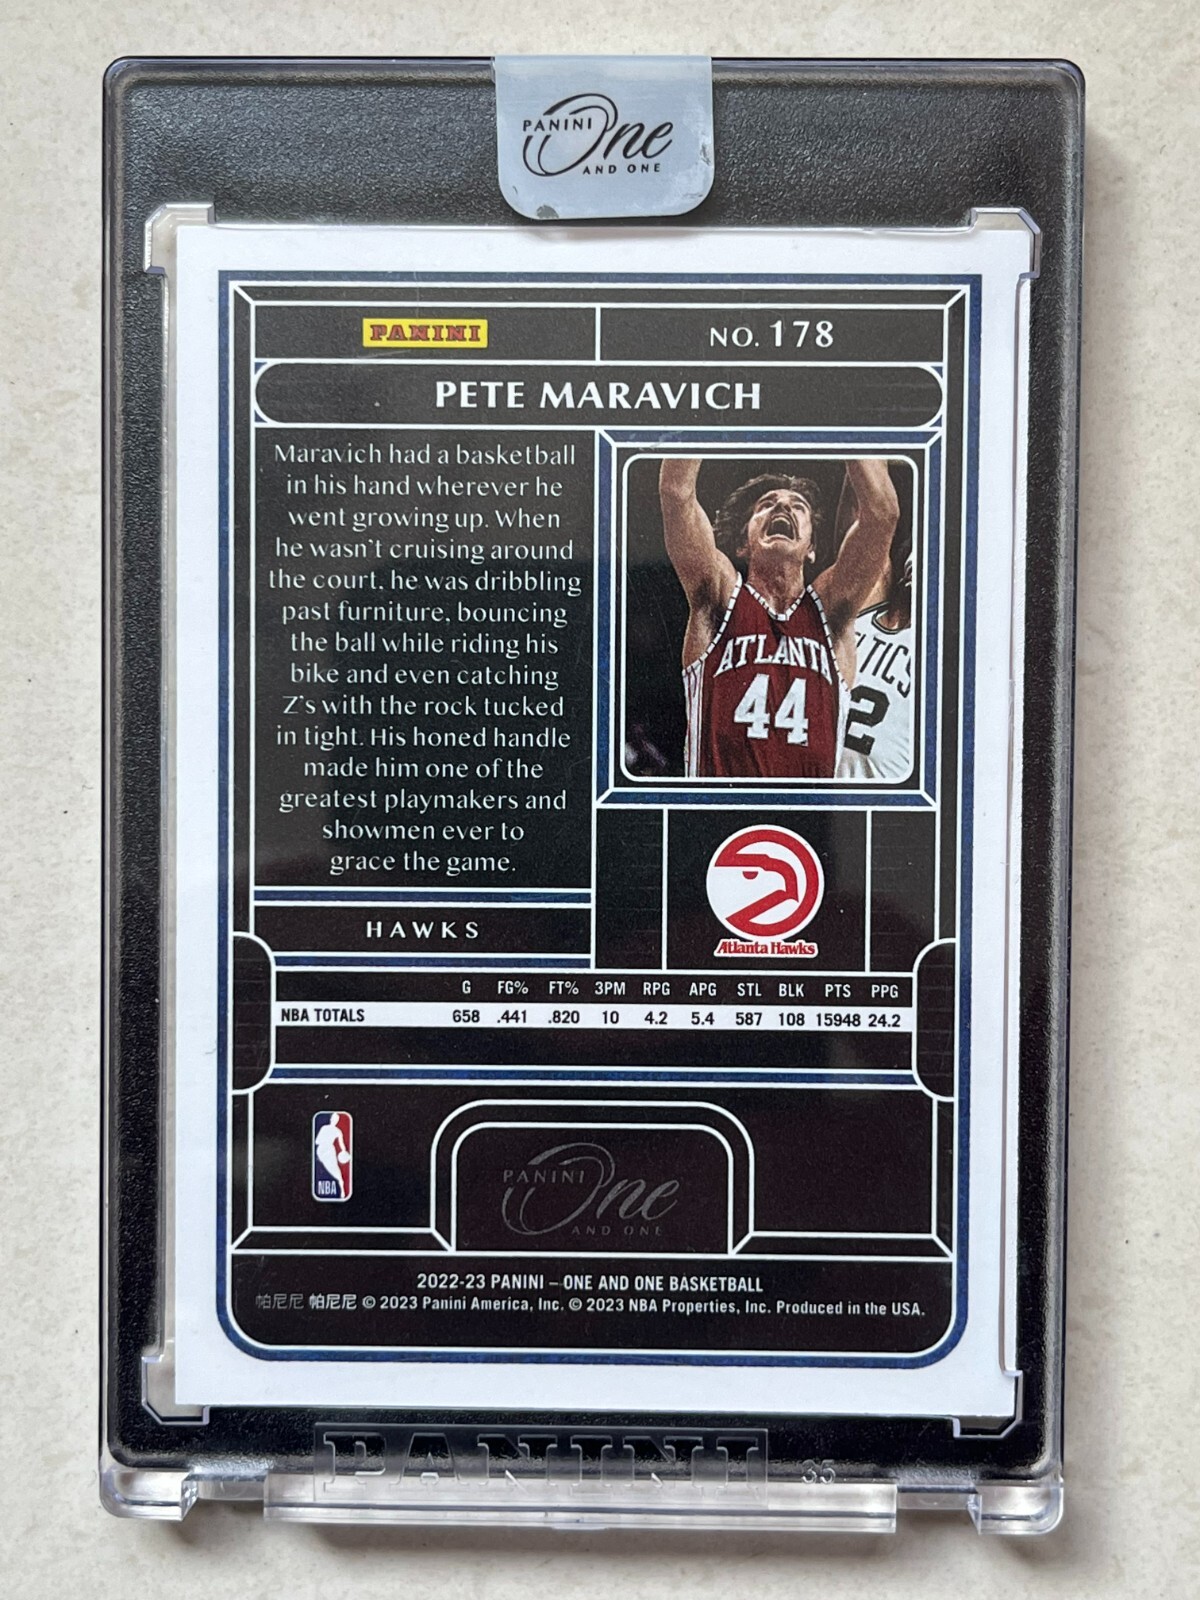 PANINI One
AND ONE
PANINI
NO. 178
PETE MARAVICH
Maravich had a basketball
in his hand wherever he
went growing up. When
he wasn't cruising around
the court, he was dribbling
past furniture, bouncing
the ball while riding his
bike and even catching
Z's with the rock tucked
in tight. His honed handle
made him one of the
greatest playmakers and
showmen ever to
grace the game.
ATLANTA
44
LTICS
2
Atlanta Hawks
HAWKS
G FG% FT% 3PM RPG APG STL BLK PTS PPG
NBA TOTALS 658 .441 .820 10 4.2 5.4 587 108 15948 24.2
NBA
PANINI One
AND ONE
2022-23 PANINI – ONE AND ONE BASKETBALL
帕尼尼 帕尼尼 © 2023 Panini America, Inc. © 2023 NBA Properties, Inc. Produced in the USA.
PANINI
35